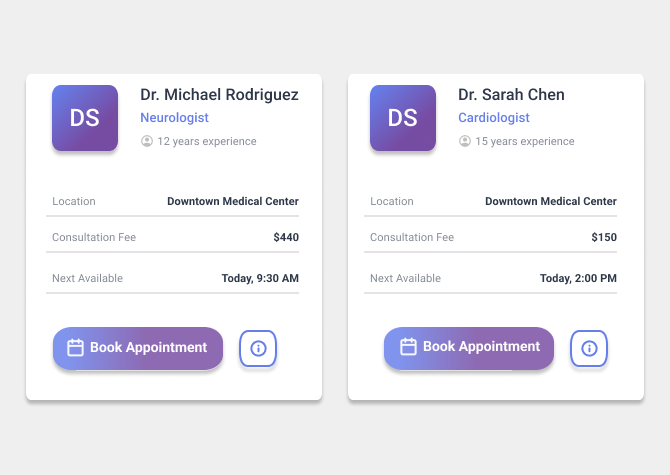 DS
Dr. Michael Rodriguez
Neurologist
12 years experience
Location Downtown Medical Center
Consultation Fee $440
Next Available Today, 9:30 AM
Book Appointment
DS
Dr. Sarah Chen
Cardiologist
15 years experience
Location Downtown Medical Center
Consultation Fee $150
Next Available Today, 2:00 PM
Book Appointment